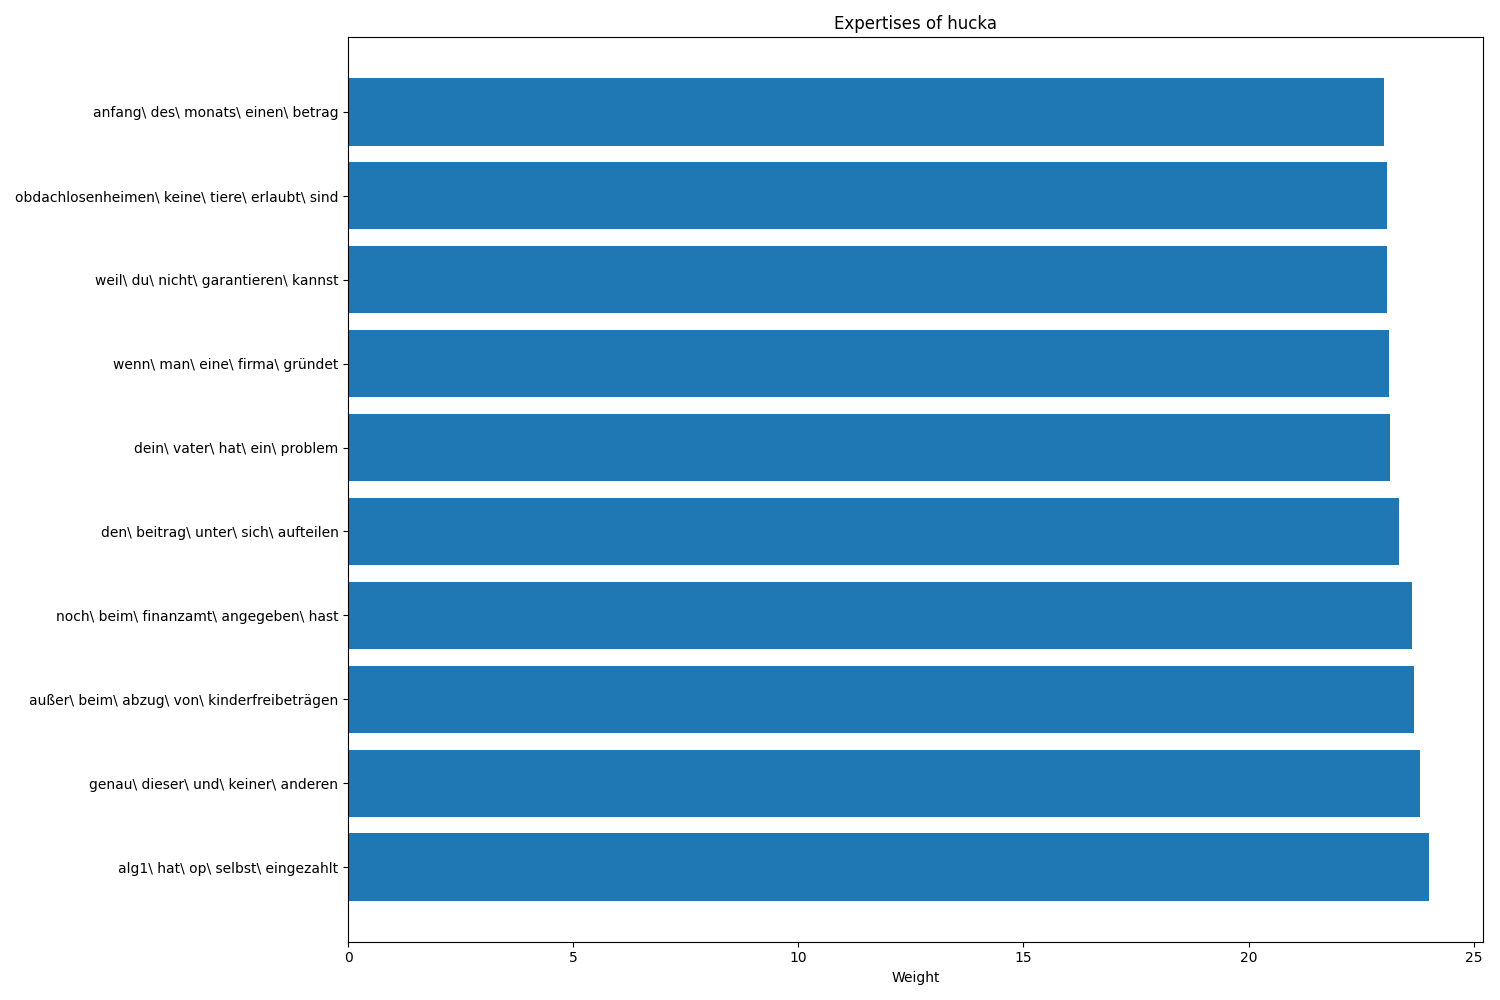 Expertises of hucka
anfang\ des\ monats\ einen\ betrag
obdachlosenheimen\ keine\ tiere\ erlaubt\ sind
weil\ du\ nicht\ garantieren\ kannst
wenn\ man\ eine\ firma\ gründet
dein\ vater\ hat\ ein\ problem
den\ beitrag\ unter\ sich\ aufteilen
noch\ beim\ finanzamt\ angegeben\ hast
außer\ beim\ abzug\ von\ kinderfreibeträgen
genau\ dieser\ und\ keiner\ anderen
alg1\ hat\ op\ selbst\ eingezahlt
0 5 10 15 20 25
Weight